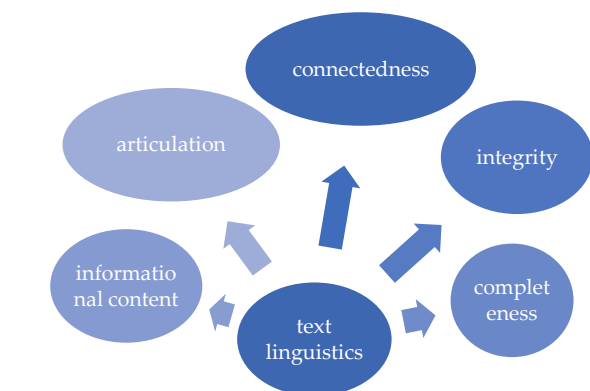 connectedness
articulation
integrity
informatio
nal content
complet
eness
text
linguistics